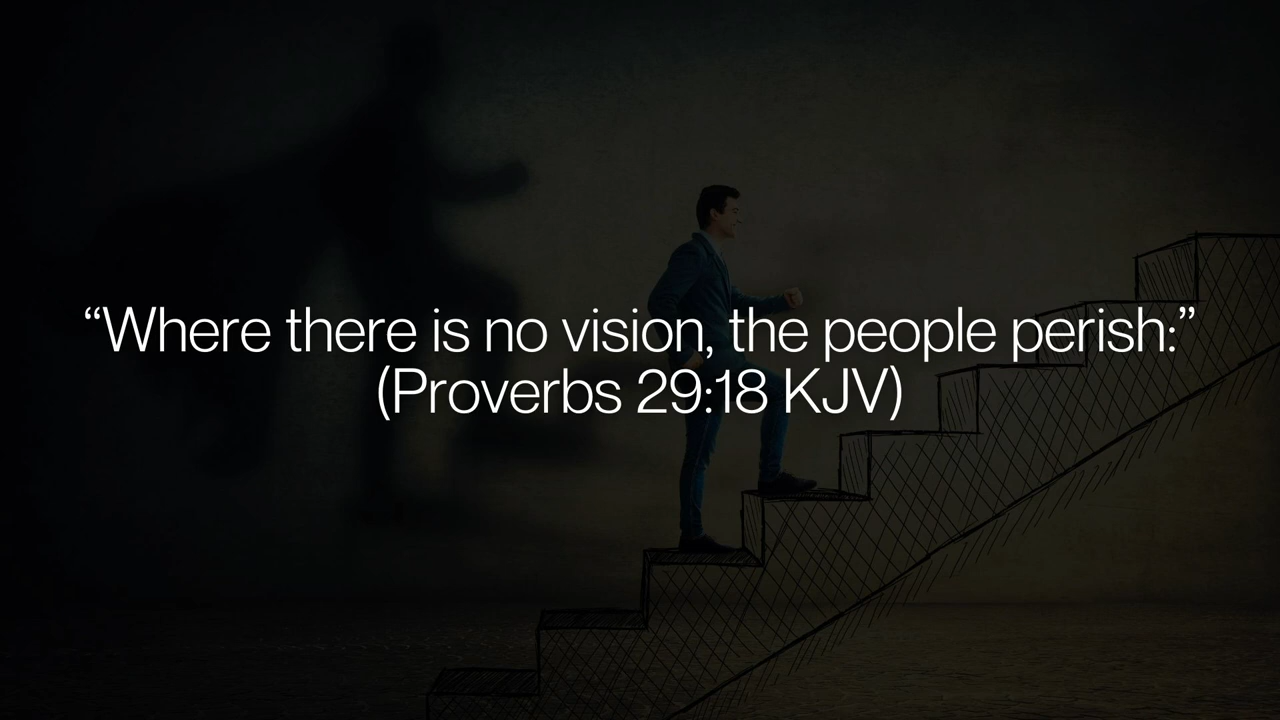 “Where there is no vision, the people perish:”
(Proverbs 29:18 KJV)